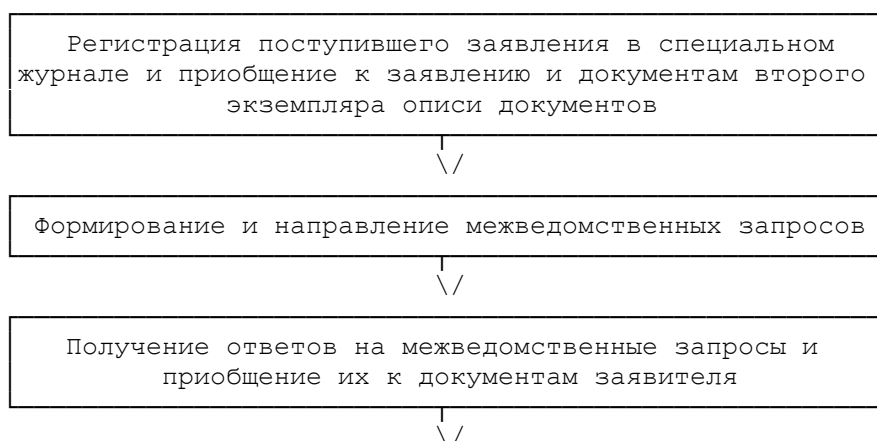 Регистрация поступившего заявления в специальном
журнале и приобщение к заявлению и документам второго
экземпляра описи документов
Формирование и направление межведомственных запросов
Получение ответов на межведомственные запросы и
приобщение их к документам заявителя